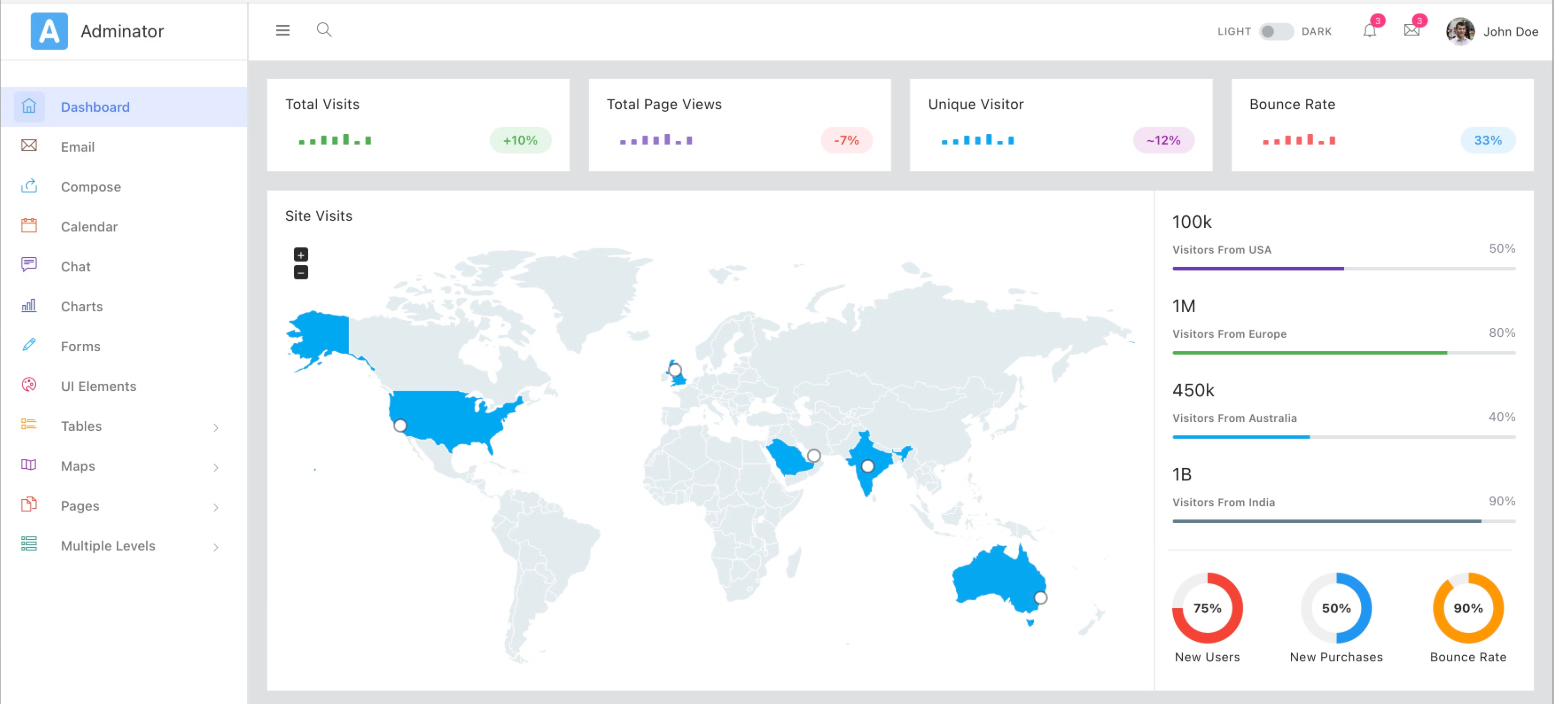 A Adminator
LIGHT DARK 3 3 John Doe
Dashboard
Email
Compose
Calendar
Chat
Charts
Forms
UI Elements
Tables
Maps
Pages
Multiple Levels
Total Visits
+10%
Total Page Views
-7%
Unique Visitor
~12%
Bounce Rate
33%
Site Visits
+
−
100k
Visitors From USA 50%
1M
Visitors From Europe 80%
450k
Visitors From Australia 40%
1B
Visitors From India 90%
75%
New Users
50%
New Purchases
90%
Bounce Rate